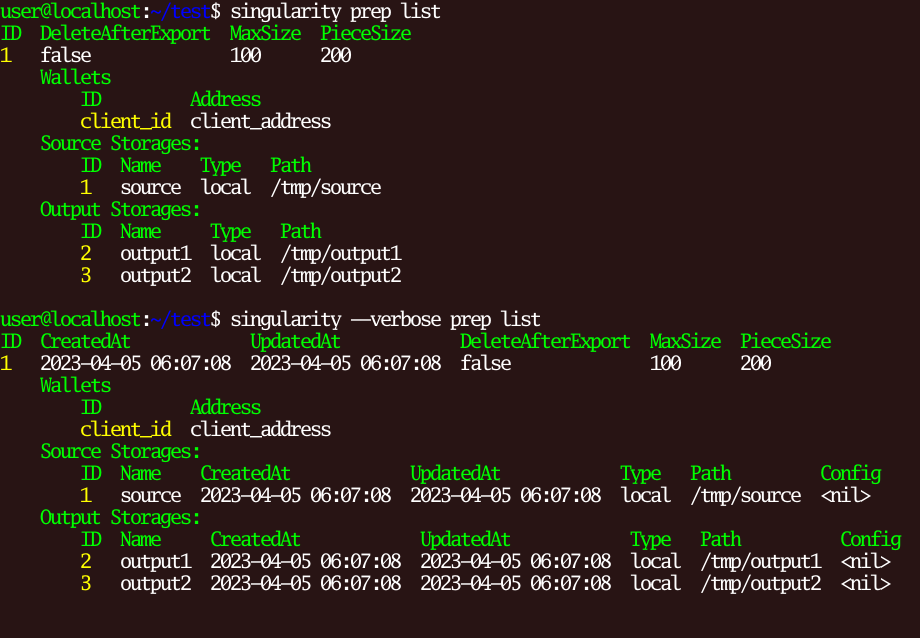 user@localhost:~/test$ singularity prep list
ID  DeleteAfterExport  MaxSize  PieceSize
1   false              100      200
    Wallets
        ID         Address
        client_id  client_address
    Source Storages:
        ID  Name    Type   Path
        1   source  local  /tmp/source
    Output Storages:
        ID  Name     Type   Path
        2   output1  local  /tmp/output1
        3   output2  local  /tmp/output2

user@localhost:~/test$ singularity --verbose prep list
ID  CreatedAt            UpdatedAt            DeleteAfterExport  MaxSize  PieceSize
1   2023-04-05 06:07:08  2023-04-05 06:07:08  false              100      200
    Wallets
        ID         Address
        client_id  client_address
    Source Storages:
        ID  Name    CreatedAt            UpdatedAt            Type   Path         Config
        1   source  2023-04-05 06:07:08  2023-04-05 06:07:08  local  /tmp/source  <nil>
    Output Storages:
        ID  Name     CreatedAt            UpdatedAt            Type   Path          Config
        2   output1  2023-04-05 06:07:08  2023-04-05 06:07:08  local  /tmp/output1  <nil>
        3   output2  2023-04-05 06:07:08  2023-04-05 06:07:08  local  /tmp/output2  <nil>